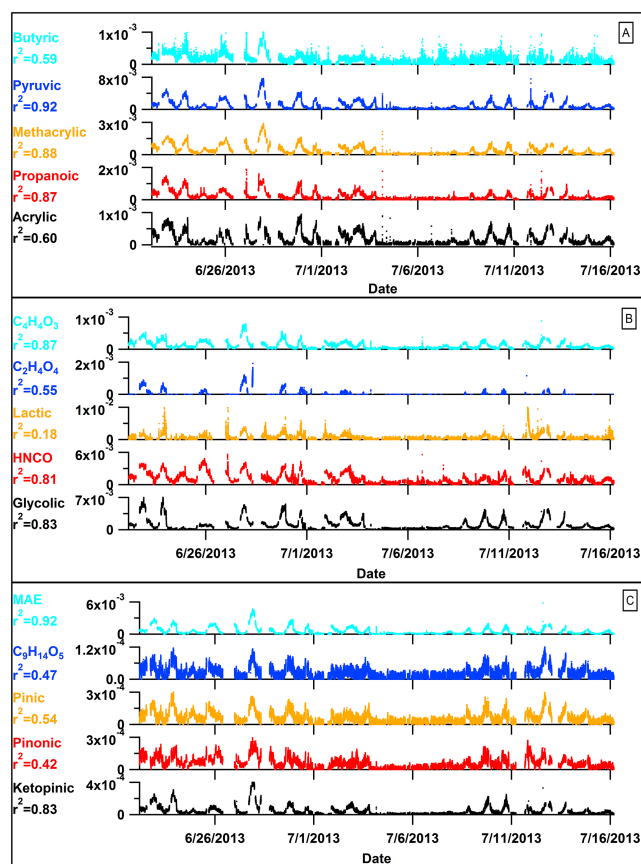 A
Butyric
r²=0.59
1x10⁻³
0
Pyruvic
r²=0.92
8x10⁻³
0
Methacrylic
r²=0.88
3x10⁻³
0
Propanoic
r²=0.87
2x10⁻³
0
Acrylic
r²=0.60
1x10⁻³
0
6/26/2013 7/1/2013 7/6/2013 7/11/2013 7/16/2013
Date
B
C₄H₄O₃
r²=0.87
1x10⁻³
0
C₂H₄O₄
r²=0.55
2x10⁻³
0
Lactic
r²=0.18
1x10⁻²
0
HNCO
r²=0.81
6x10⁻³
0
Glycolic
r²=0.83
7x10⁻³
0
6/26/2013 7/1/2013 7/6/2013 7/11/2013 7/16/2013
Date
C
MAE
r²=0.92
6x10⁻³
0
C₉H₁₄O₅
r²=0.47
1.2x10⁻⁴
0.0
Pinic
r²=0.54
3x10⁻⁴
0
Pinonic
r²=0.42
3x10⁻⁴
0
Ketopinic
r²=0.83
4x10⁻⁴
0
6/26/2013 7/1/2013 7/6/2013 7/11/2013 7/16/2013
Date